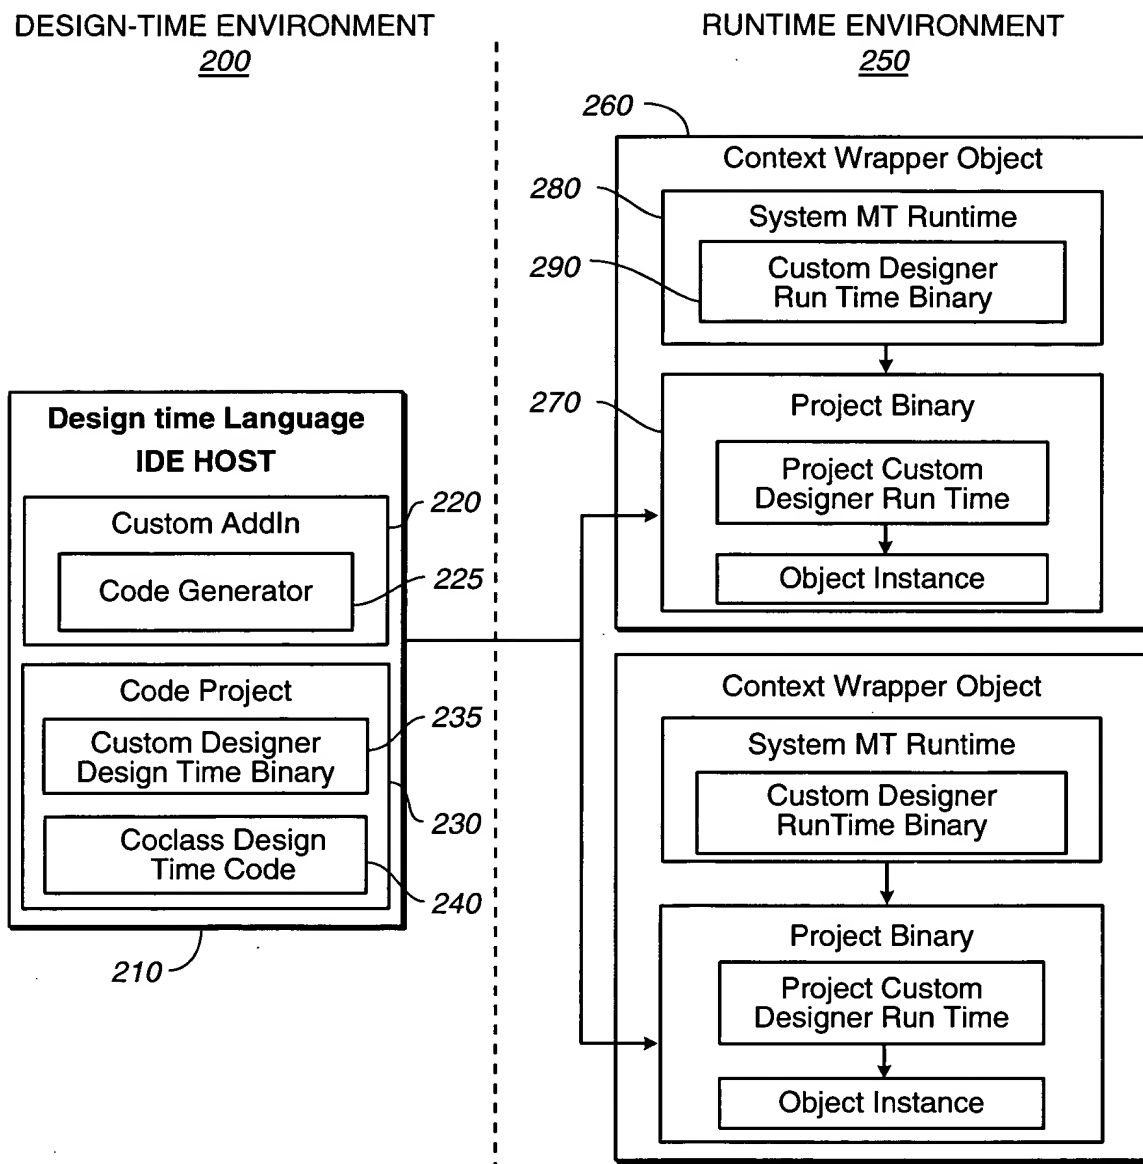 DESIGN-TIME ENVIRONMENT
200
RUNTIME ENVIRONMENT
250
260
Context Wrapper Object
280
System MT Runtime
290
Custom Designer
Run Time Binary
270
Project Binary
Project Custom
Designer Run Time
Object Instance
Design time Language
IDE HOST
220
Custom AddIn
225
Code Generator
Code Project
235
Custom Designer
Design Time Binary
230
Coclass Design
Time Code
240
210
Context Wrapper Object
System MT Runtime
Custom Designer
RunTime Binary
Project Binary
Project Custom
Designer Run Time
Object Instance